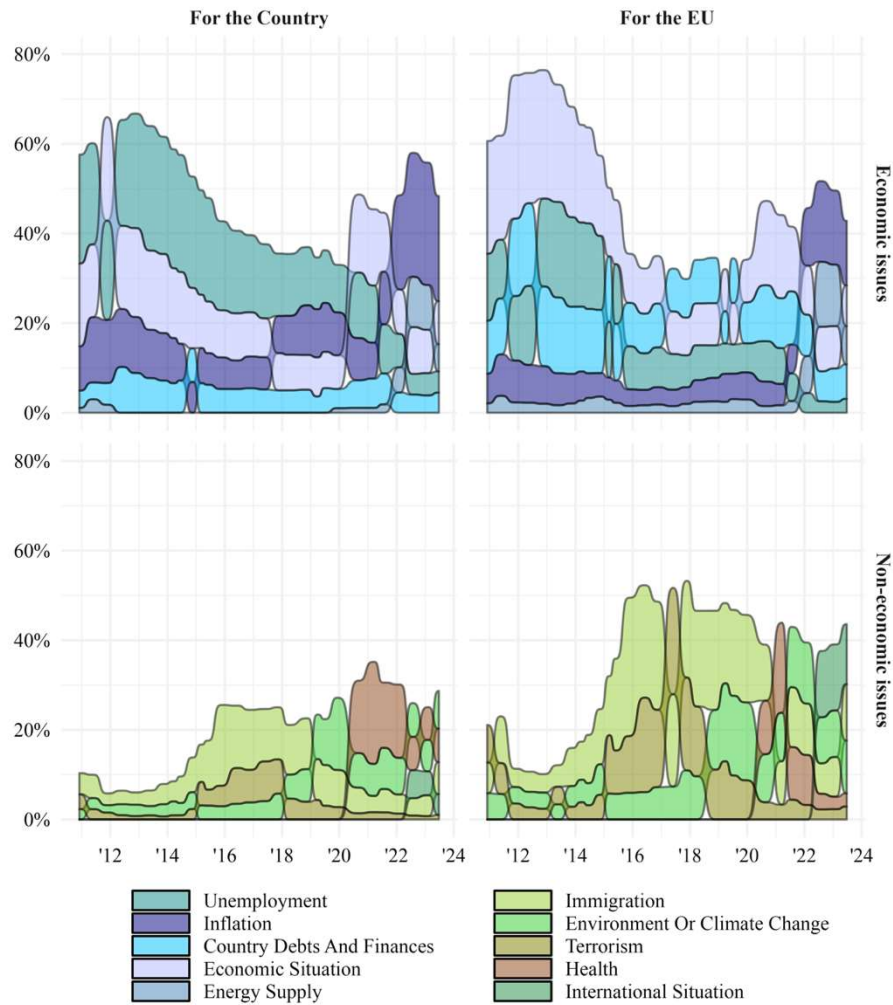 For the Country
For the EU
80%
60%
40%
20%
0%
Economic issues
80%
60%
40%
20%
0%
Non-economic issues
'12
'14
'16
'18
'20
'22
'24
'12
'14
'16
'18
'20
'22
'24
Unemployment
Inflation
Country Debts And Finances
Economic Situation
Energy Supply
Immigration
Environment Or Climate Change
Terrorism
Health
International Situation